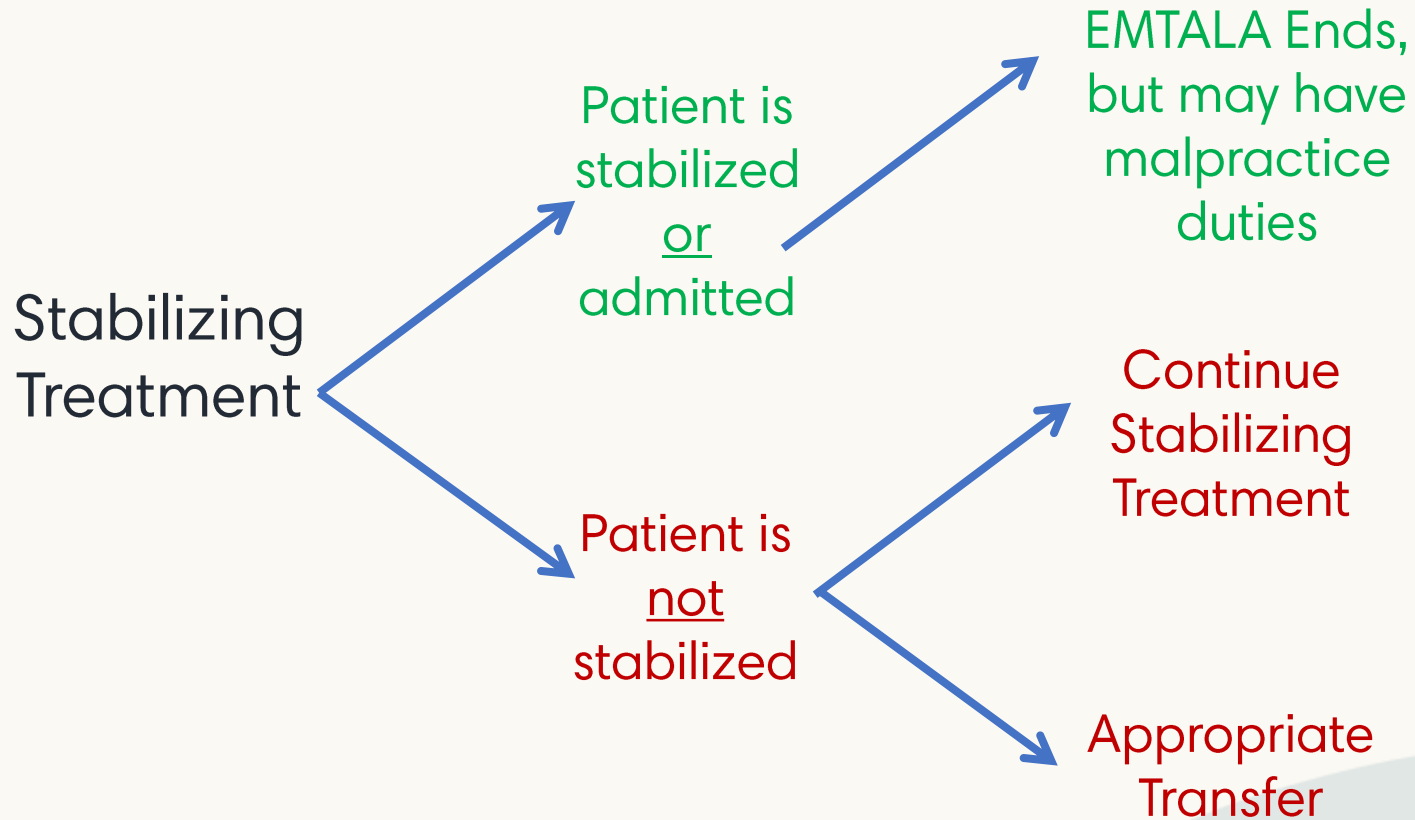 Stabilizing
Treatment
Patient is
stabilized
or
admitted
EMTALA Ends,
but may have
malpractice
duties
Patient is
not
stabilized
Continue
Stabilizing
Treatment
Appropriate
Transfer